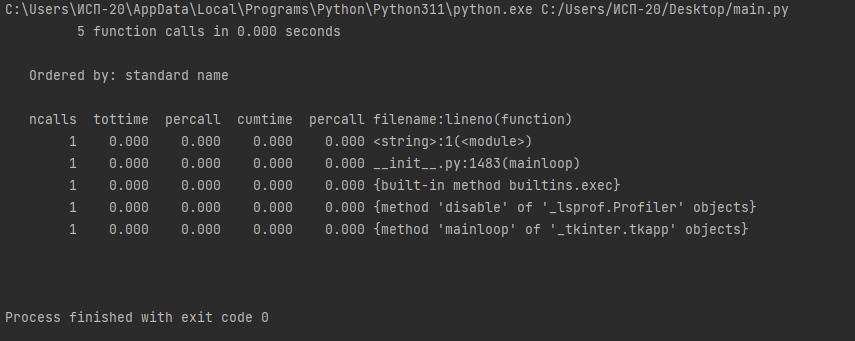 C:\Users\ИСП-20\AppData\Local\Programs\Python\Python311\python.exe C:/Users/ИСП-20/Desktop/main.py
         5 function calls in 0.000 seconds
   Ordered by: standard name
   ncalls  tottime  percall  cumtime  percall filename:lineno(function)
        1    0.000    0.000    0.000    0.000 <string>:1(<module>)
        1    0.000    0.000    0.000    0.000 __init__.py:1483(mainloop)
        1    0.000    0.000    0.000    0.000 {built-in method builtins.exec}
        1    0.000    0.000    0.000    0.000 {method 'disable' of '_lsprof.Profiler' objects}
        1    0.000    0.000    0.000    0.000 {method 'mainloop' of '_tkinter.tkapp' objects}
Process finished with exit code 0